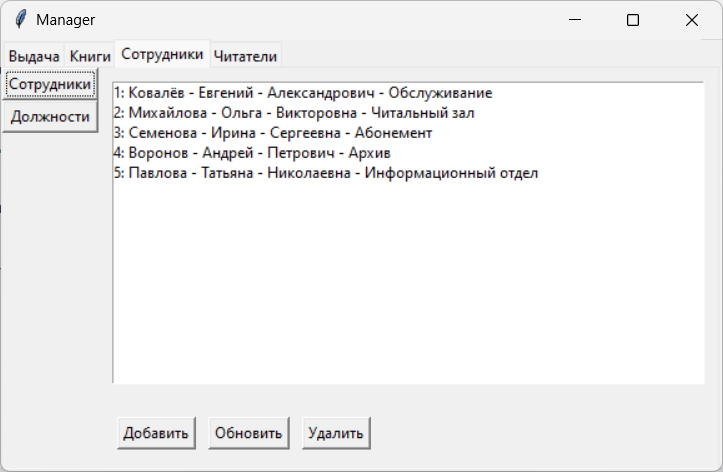 Manager
Выдача Книги Сотрудники Читатели
Сотрудники
Должности
1: Ковалёв - Евгений - Александрович - Обслуживание
2: Михайлова - Ольга - Викторовна - Читальный зал
3: Семенова - Ирина - Сергеевна - Абонемент
4: Воронов - Андрей - Петрович - Архив
5: Павлова - Татьяна - Николаевна - Информационный отдел
Добавить Обновить Удалить